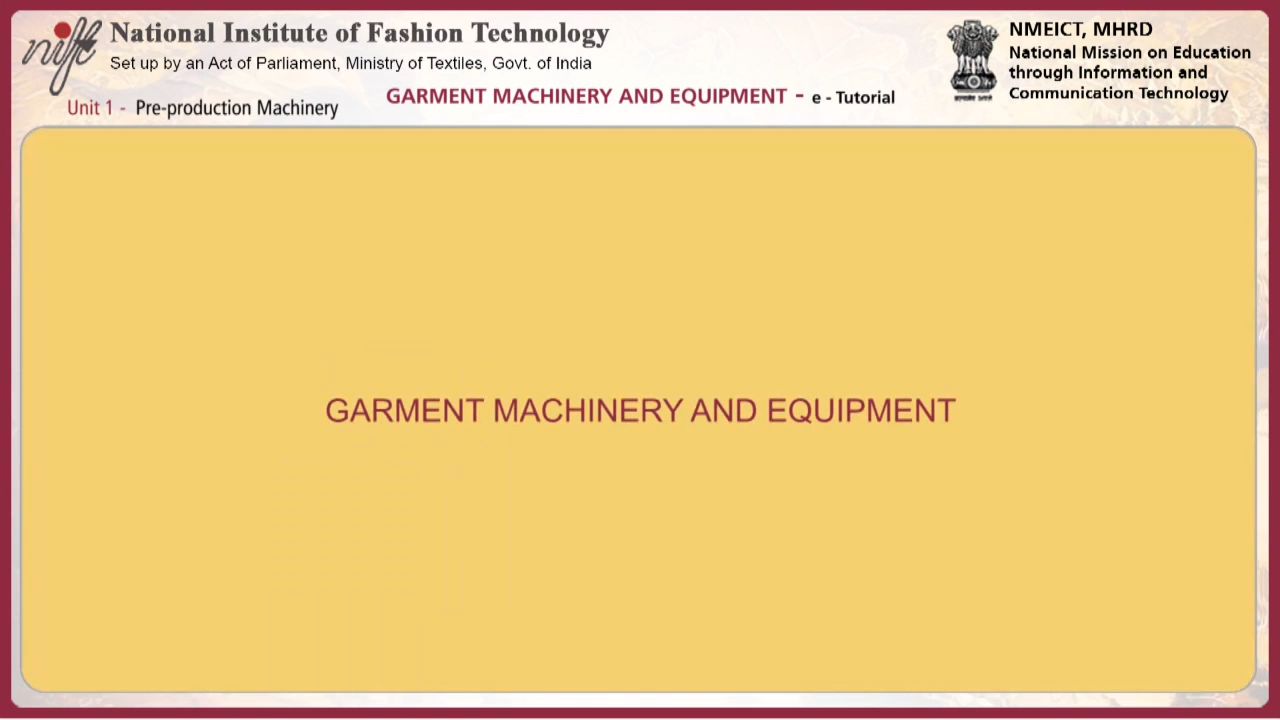 nift
National Institute of Fashion Technology
Set up by an Act of Parliament, Ministry of Textiles, Govt. of India
Unit 1 - Pre-production Machinery
GARMENT MACHINERY AND EQUIPMENT - e - Tutorial
NMEICT, MHRD
National Mission on Education
through Information and
Communication Technology
GARMENT MACHINERY AND EQUIPMENT